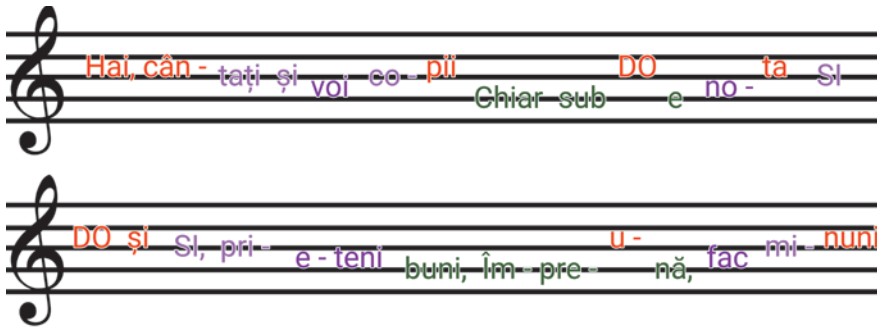 Hai, cân - tați și voi co - pii Chiar sub DO e no - ta SI
DO și SI, pri - e - teni buni, Îm - pre - u - nă, fac mi - nuni